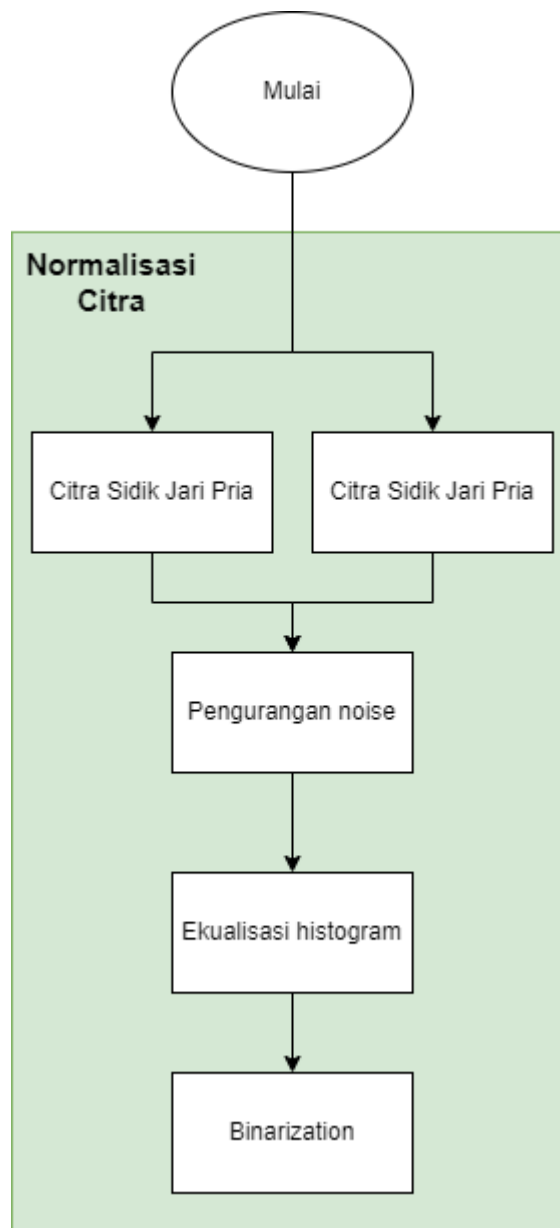 Mulai
Normalisasi
Citra
Citra Sidik Jari Pria
Citra Sidik Jari Pria
Pengurangan noise
Ekualisasi histogram
Binarization